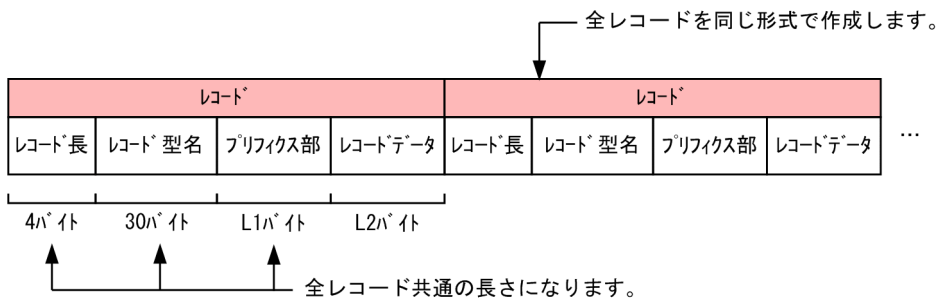 全レコードを同じ形式で作成します。
ﾚｺｰﾄﾞ ﾚｺｰﾄﾞ
ﾚｺｰﾄﾞ長 ﾚｺｰﾄﾞ型名 ﾌﾟﾘﾌｨｸｽ部 ﾚｺｰﾄﾞﾃﾞｰﾀ ﾚｺｰﾄﾞ長 ﾚｺｰﾄﾞ型名 ﾌﾟﾘﾌｨｸｽ部 ﾚｺｰﾄﾞﾃﾞｰﾀ …
4ﾊﾞｲﾄ 30ﾊﾞｲﾄ L1ﾊﾞｲﾄ L2ﾊﾞｲﾄ
全レコード共通の長さになります。